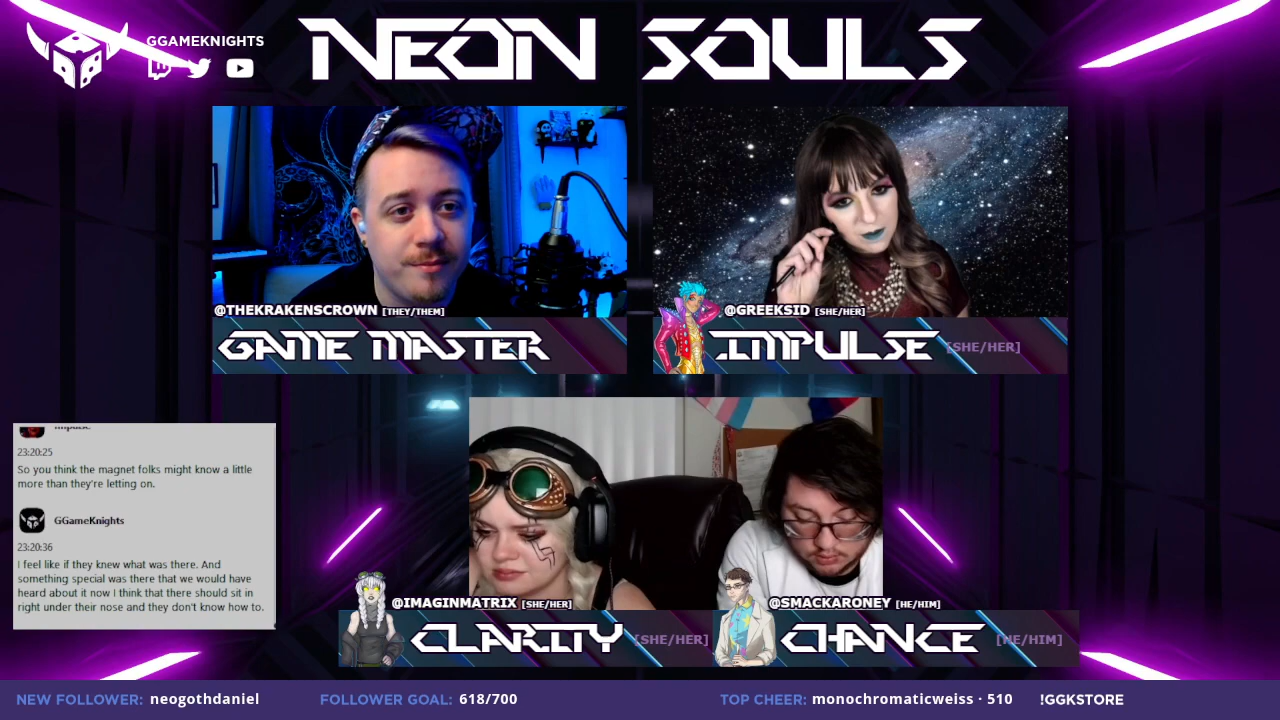 GGAMEKNIGHTS
NEON SOULS
@THEKRAKENSCROWN [THEY/THEM]
GAME MASTER
@GREEKSID [SHE/HER]
IMPULSE [SHE/HER]
23:20:25
So you think the magnet folks might know a little
more than they're letting on.
GGameKnights
23:20:36
I feel like if they knew what was there. And
something special was there that we would have
heard about it now I think that there should sit in
right under their nose and they don't know how to.
@IMAGINMATRIX [SHE/HER]
CLARITY [SHE/HER]
@SMACKARONEY [HE/HIM]
CHANCE [HE/HIM]
NEW FOLLOWER: neogothdaniel
FOLLOWER GOAL: 618/700
TOP CHEER: monochromaticweiss · 510
!GGKSTORE